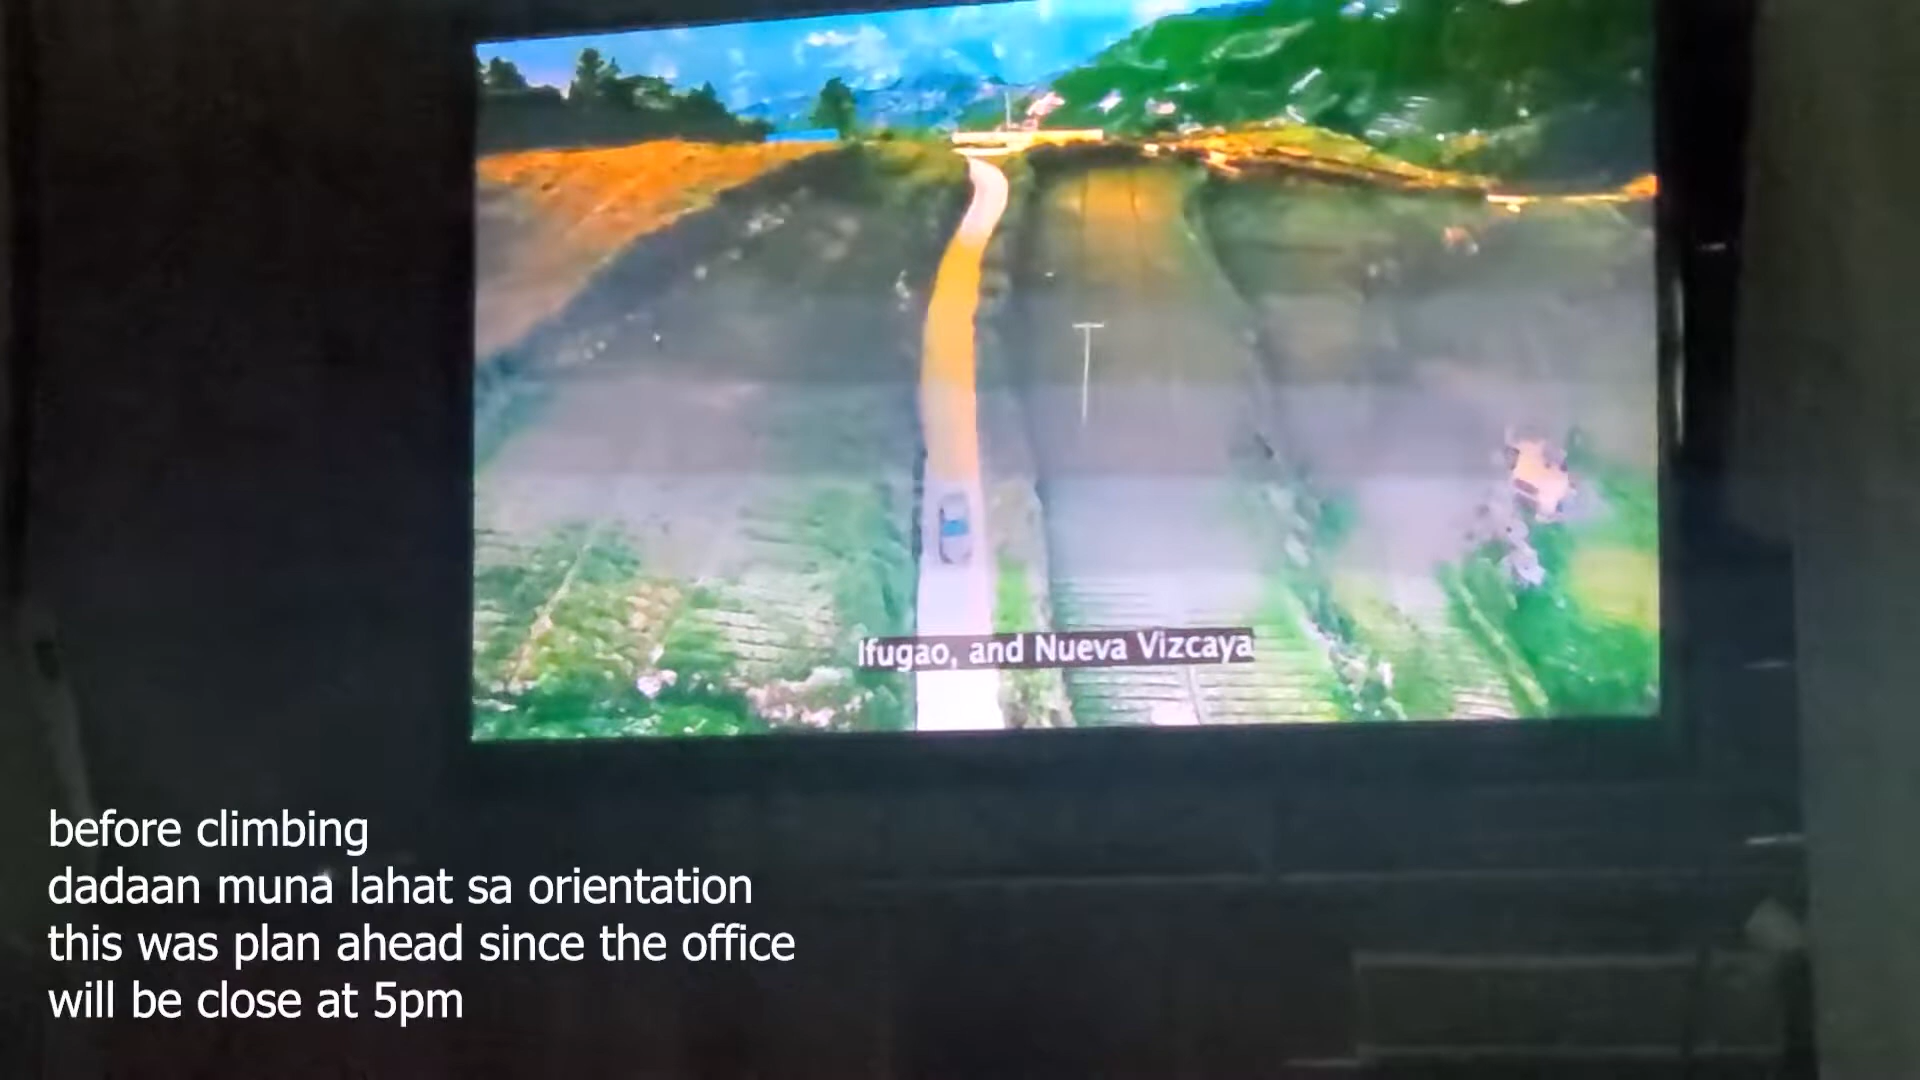 Ifugao, and Nueva Vizcaya
before climbing
dadaan muna lahat sa orientation
this was plan ahead since the office
will be close at 5pm